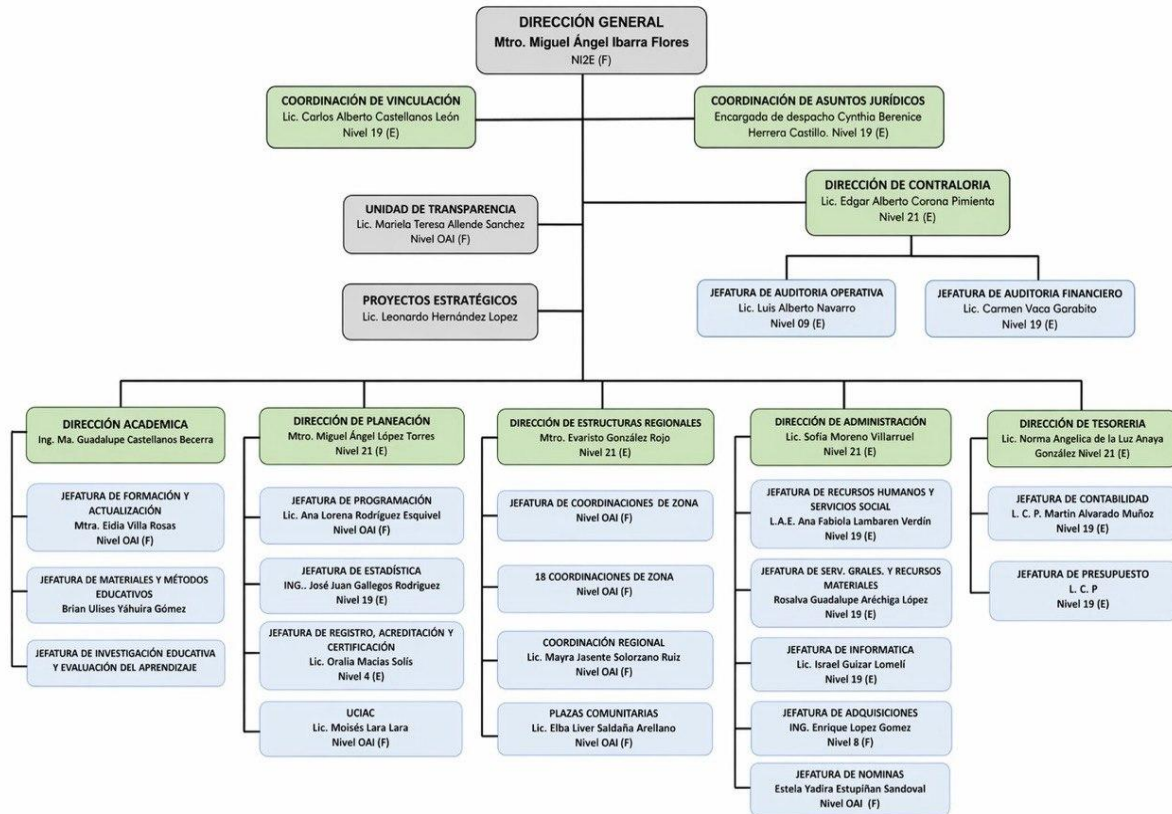 DIRECCIÓN GENERAL
Mtro. Miguel Ángel Ibarra Flores
NI2E (F)
COORDINACIÓN DE VINCULACIÓN
Lic. Carlos Alberto Castellanos León
Nivel 19 (E)
COORDINACIÓN DE ASUNTOS JURÍDICOS
Encargada de despacho Cynthia Berenice
Herrera Castillo. Nivel 19 (E)
DIRECCIÓN DE CONTRALORIA
Lic. Edgar Alberto Corona Pimienta
Nivel 21 (E)
UNIDAD DE TRANSPARENCIA
Lic. Mariela Teresa Allende Sanchez
Nivel OAI (F)
JEFATURA DE AUDITORIA OPERATIVA
Lic. Luis Alberto Navarro
Nivel 09 (E)
JEFATURA DE AUDITORIA FINANCIERO
Lic. Carmen Vaca Garabito
Nivel 19 (E)
PROYECTOS ESTRATÉGICOS
Lic. Leonardo Hernández Lopez
DIRECCIÓN ACADEMICA
Ing. Ma. Guadalupe Castellanos Becerra
JEFATURA DE FORMACIÓN Y
ACTUALIZACIÓN
Mtra. Eidia Villa Rosas
Nivel OAI (F)
JEFATURA DE MATERIALES Y MÉTODOS
EDUCATIVOS
Brian Ulises Yáhuira Gómez
JEFATURA DE INVESTIGACIÓN EDUCATIVA
Y EVALUACIÓN DEL APRENDIZAJE
DIRECCIÓN DE PLANEACIÓN
Mtro. Miguel Ángel López Torres
Nivel 21 (E)
JEFATURA DE PROGRAMACIÓN
Lic. Ana Lorena Rodríguez Esquivel
Nivel OAI (F)
JEFATURA DE ESTADÍSTICA
ING.. José Juan Gallegos Rodriguez
Nivel 19 (E)
JEFATURA DE REGISTRO, ACREDITACIÓN Y
CERTIFICACIÓN
Lic. Oralia Macias Solís
Nivel 4 (E)
UCIAC
Lic. Moisés Lara Lara
Nivel OAI (F)
DIRECCIÓN DE ESTRUCTURAS REGIONALES
Mtro. Evaristo González Rojo
Nivel 21 (E)
JEFATURA DE COORDINACIONES DE ZONA
Nivel OAI (F)
18 COORDINACIONES DE ZONA
Nivel OAI (F)
COORDINACIÓN REGIONAL
Lic. Mayra Jasente Solorzano Ruiz
Nivel OAI (F)
PLAZAS COMUNITARIAS
Lic. Elba Liver Saldaña Arellano
Nivel OAI (F)
DIRECCIÓN DE ADMINISTRACIÓN
Lic. Sofía Moreno Villarruel
Nivel 21 (E)
JEFATURA DE RECURSOS HUMANOS Y
SERVICIOS SOCIAL
L.A.E. Ana Fabiola Lambaren Verdín
Nivel 19 (E)
JEFATURA DE SERV. GRALES. Y RECURSOS
MATERIALES
Rosalva Guadalupe Aréchiga López
Nivel 19 (E)
JEFATURA DE INFORMATICA
Lic. Israel Guizar Lomelí
Nivel 19 (E)
JEFATURA DE ADQUISICIONES
ING. Enrique Lopez Gomez
Nivel 8 (F)
JEFATURA DE NOMINAS
Estela Yadira Estupiñan Sandoval
Nivel OAI (F)
DIRECCIÓN DE TESORERIA
Lic. Norma Angelica de la Luz Anaya
González Nivel 21 (E)
JEFATURA DE CONTABILIDAD
L. C. P. Martin Alvarado Muñoz
Nivel 19 (E)
JEFATURA DE PRESUPUESTO
L. C. P
Nivel 19 (E)